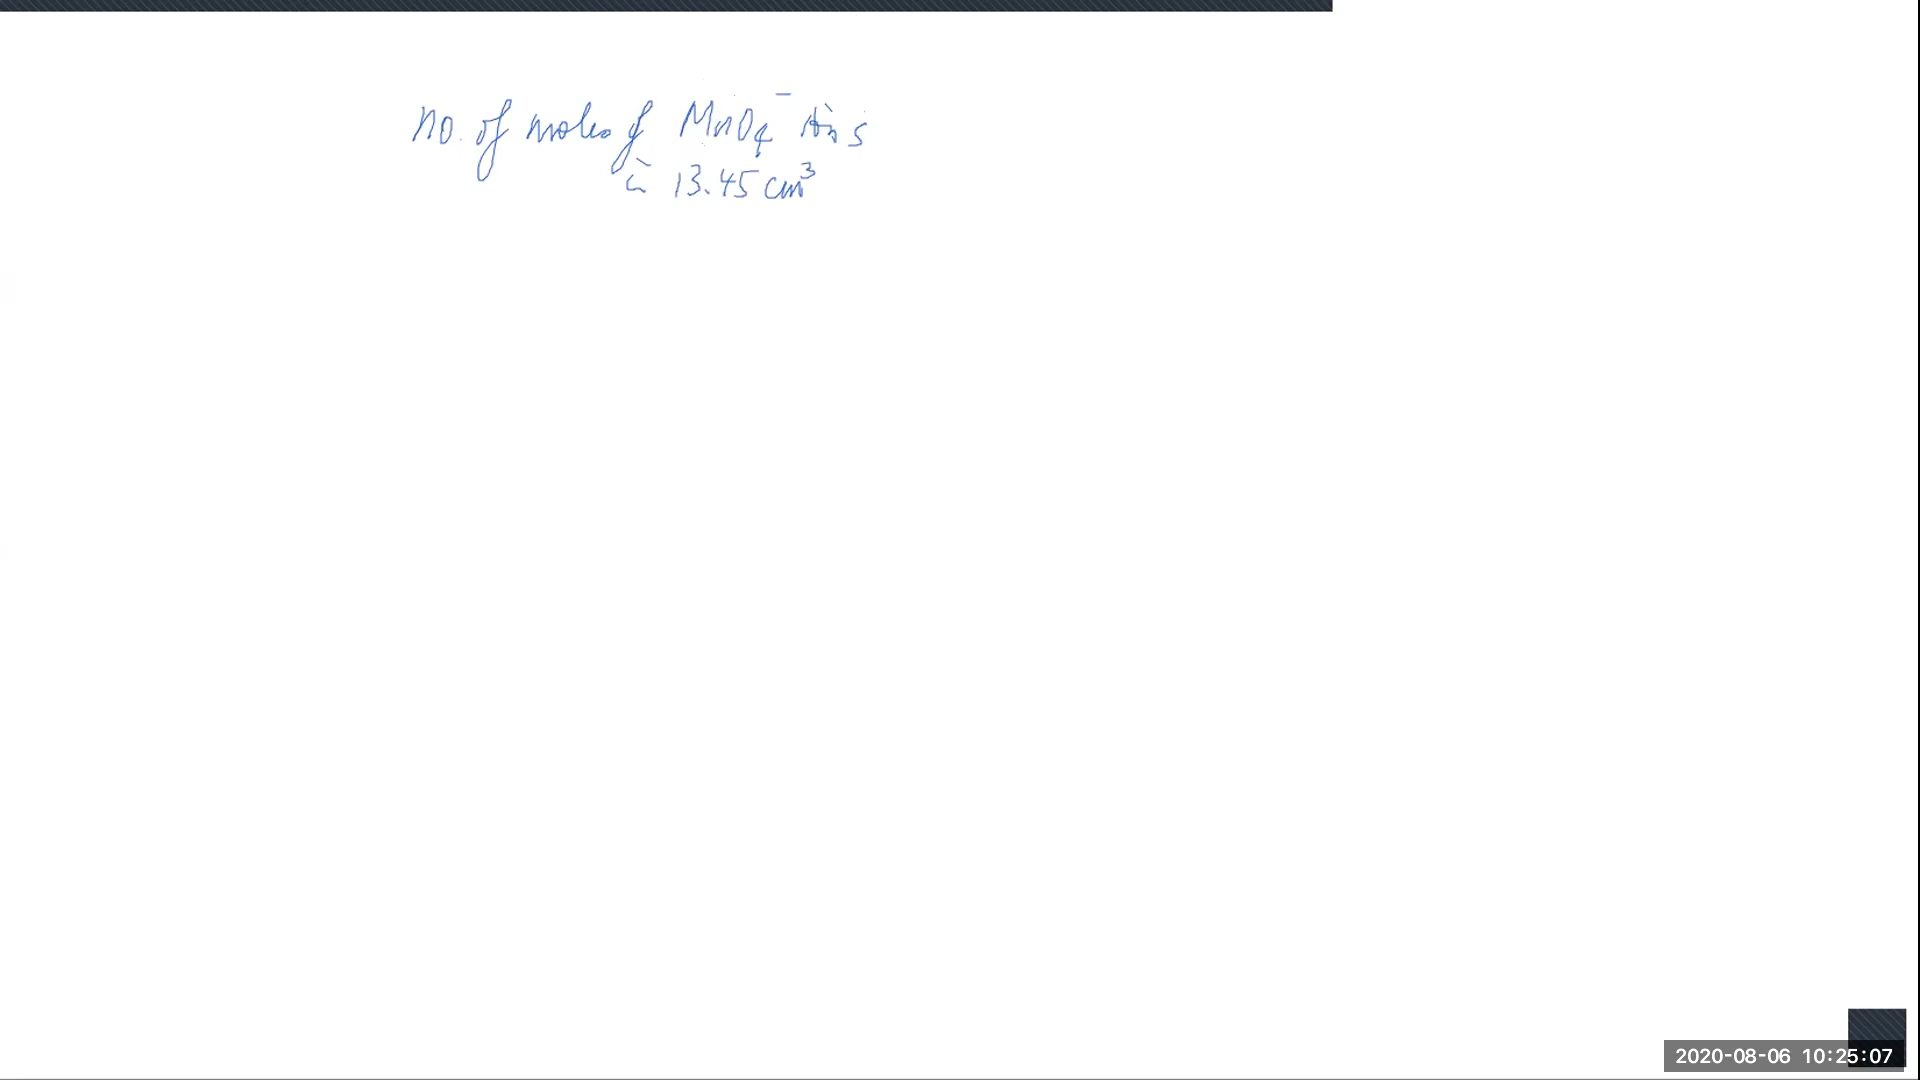 no. of moles of MnO₄⁻ ions
in 13.45 cm³
2020-08-06 10:25:07